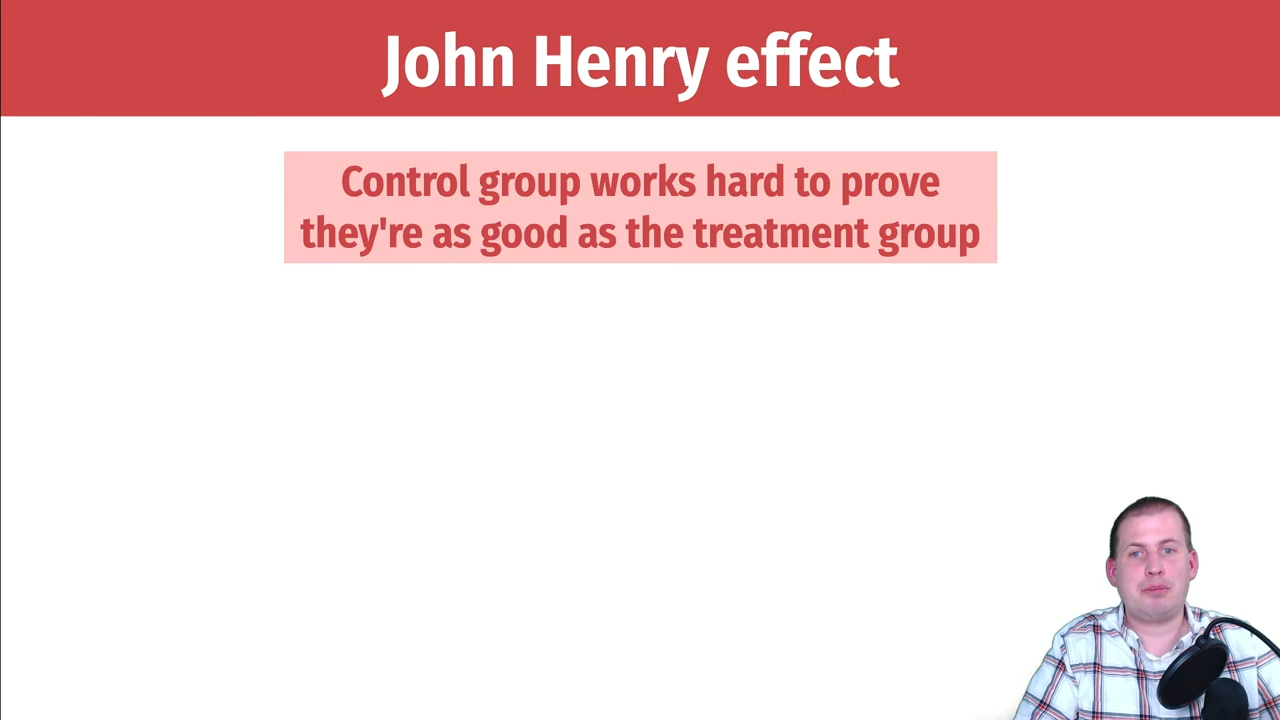 John Henry effect
Control group works hard to prove
they're as good as the treatment group